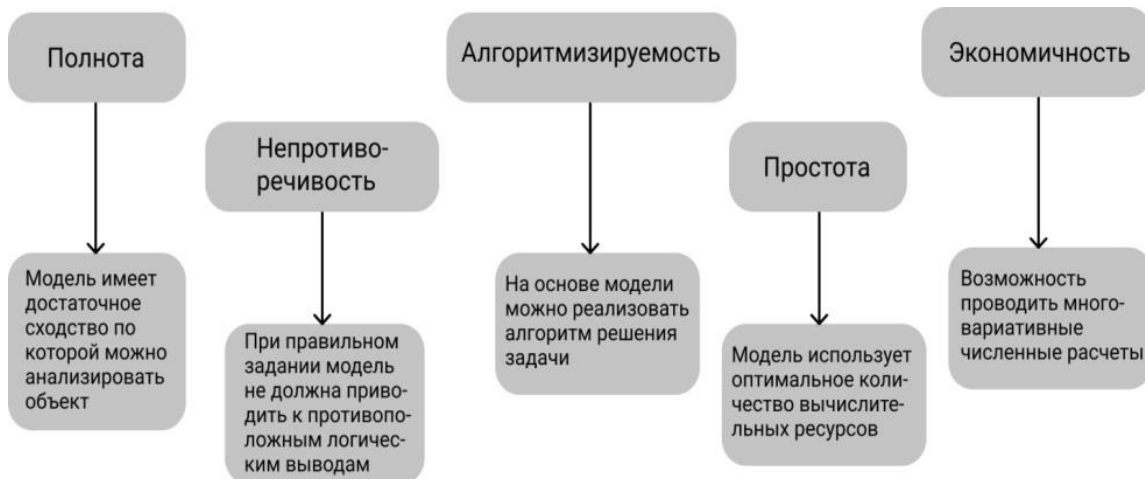 Полнота
Модель имеет
достаточное
сходство по
которой можно
анализировать
объект
Непротиво-
речивость
При правильном
задании модель
не должна приво-
дить к противопо-
ложным логичес-
ким выводам
Алгоритмизируемость
На основе модели
можно реализовать
алгоритм решения
задачи
Простота
Модель использует
оптимальное коли-
чество вычислите-
льных ресурсов
Экономичность
Возможность
проводить много-
вариативные
численные расчеты